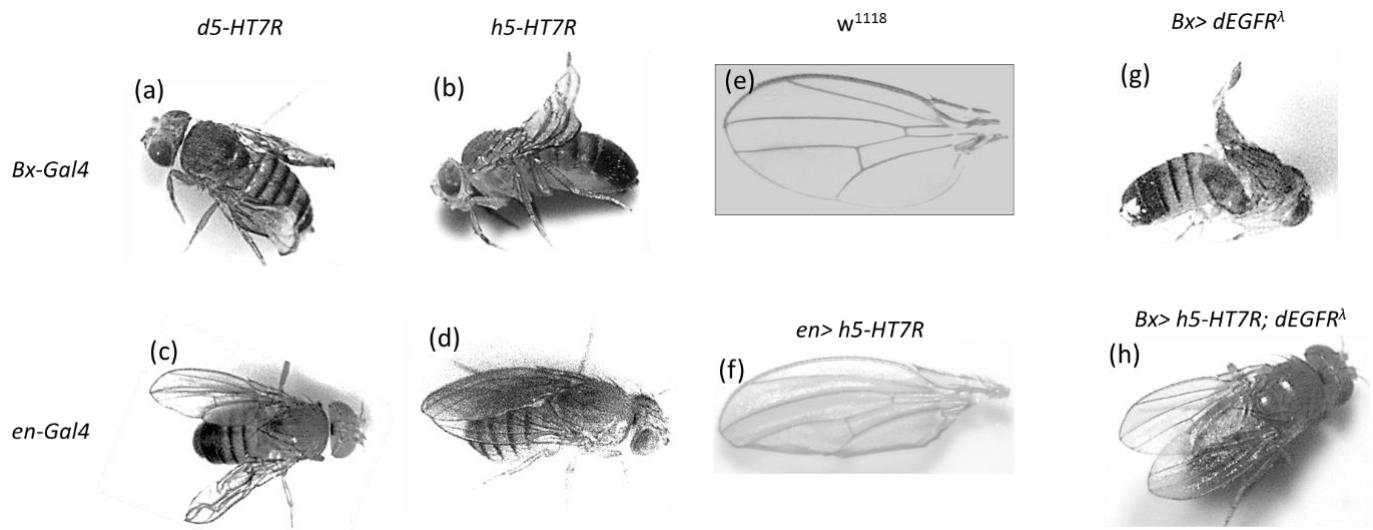 d5-HT7R
h5-HT7R
w¹¹¹⁸
Bx> dEGFRλ
(a)
(b)
(e)
(g)
Bx-Gal4
en> h5-HT7R
Bx> h5-HT7R; dEGFRλ
(c)
(d)
(f)
(h)
en-Gal4